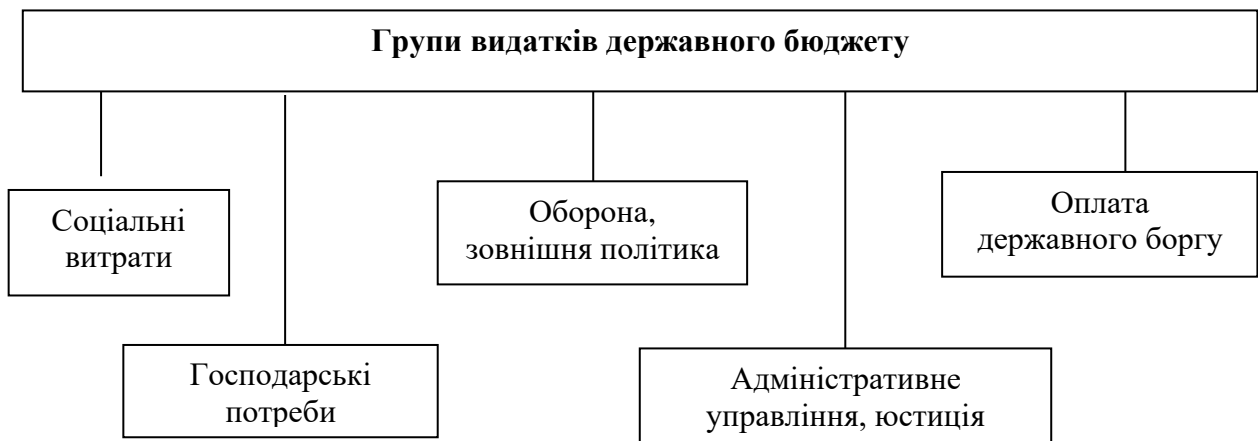 Групи видатків державного бюджету
Соціальні
витрати
Оборона,
зовнішня політика
Оплата
державного боргу
Господарські
потреби
Адміністративне
управління, юстиція